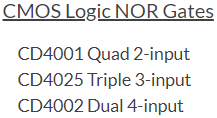 CMOS Logic NOR Gates
CD4001 Quad 2-input
CD4025 Triple 3-input
CD4002 Dual 4-input